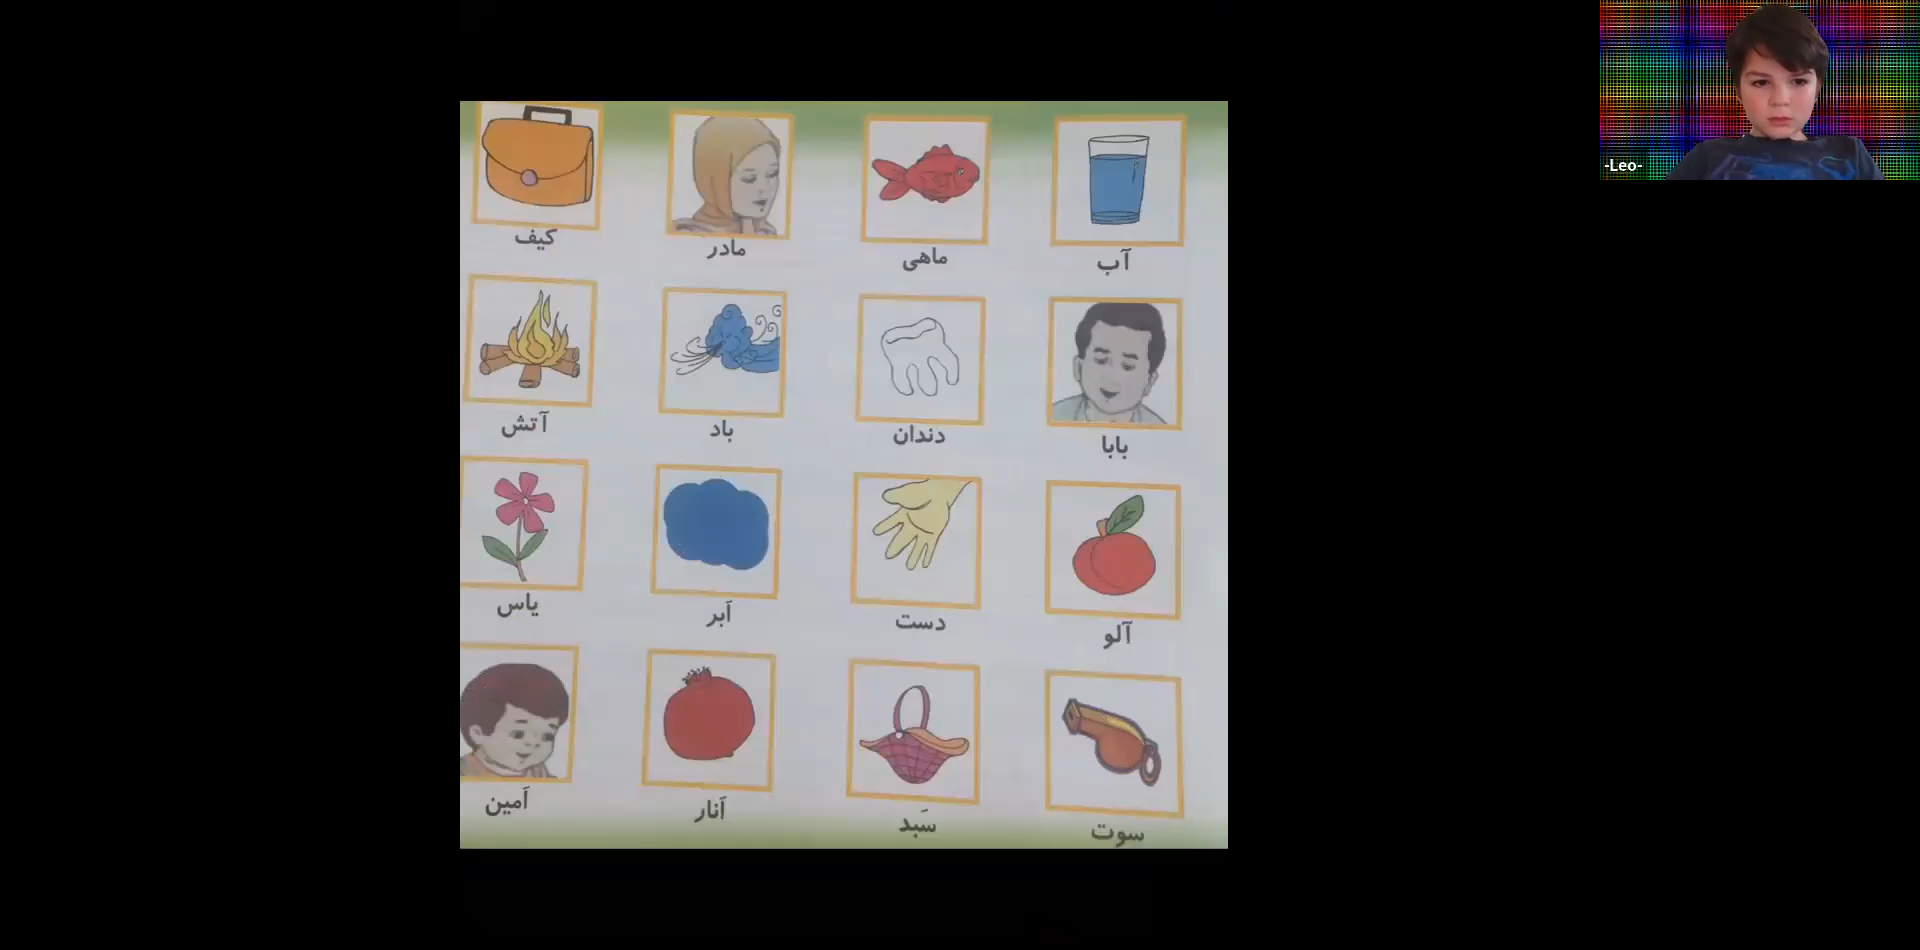 آب ماهی مادر کیف
بابا دندان باد آتش
آلو دست اَبر یاس
سوت سَبد اَنار اَمین
-Leo-